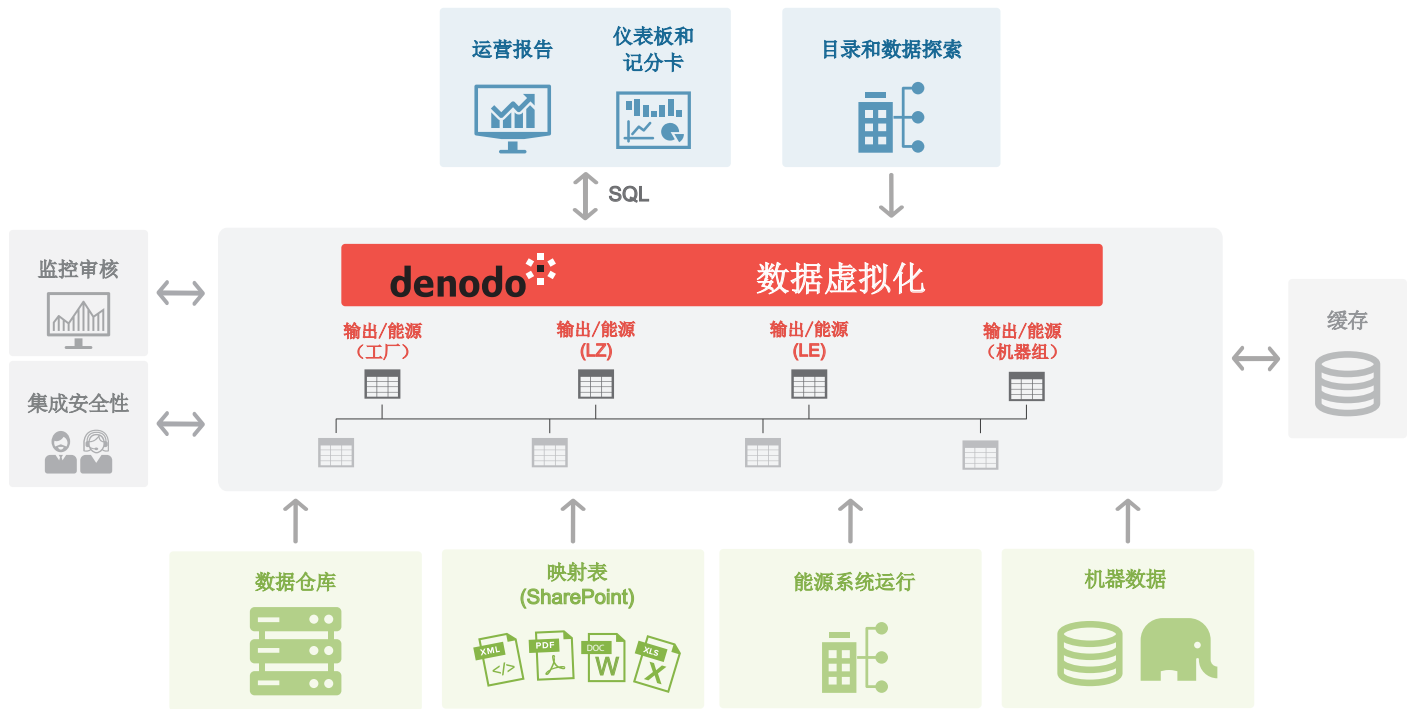 运营报告
仪表板和
记分卡
目录和数据探索
SQL
监控审核
集成安全性
denodo
数据虚拟化
输出/能源
（工厂）
输出/能源
(LZ)
输出/能源
(LE)
输出/能源
（机器组）
缓存
数据仓库
映射表
(SharePoint)
XML
</>
PDF
DOC
W
XLS
X
能源系统运行
机器数据